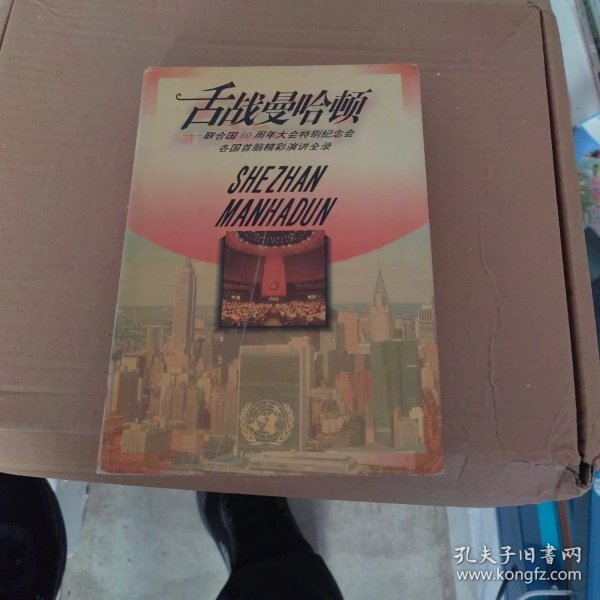 舌战曼哈顿
联合国50周年大会特别纪念会
各国首脑精彩演讲全录
SHEZHAN
MANHADUN
孔夫子旧书网
www.kongfz.com